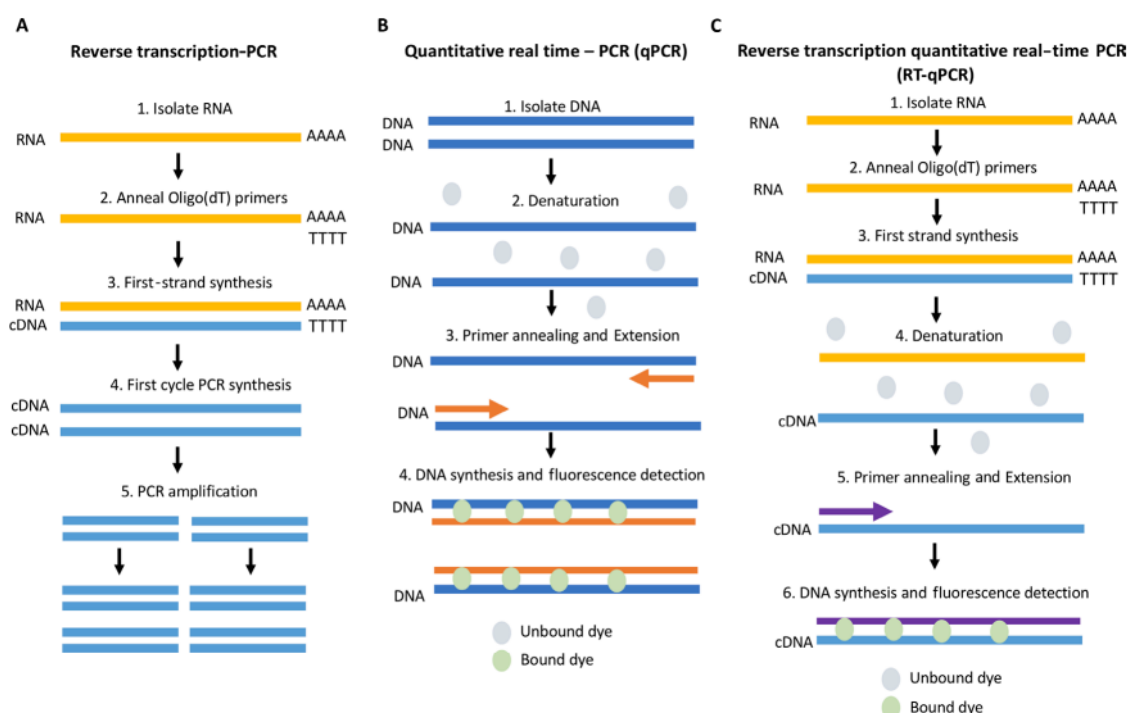 A
Reverse transcription–PCR
1. Isolate RNA
RNA
AAAA
2. Anneal Oligo(dT) primers
RNA
AAAA
TTTT
3. First-strand synthesis
RNA
AAAA
cDNA
TTTT
4. First cycle PCR synthesis
cDNA
cDNA
5. PCR amplification
B
Quantitative real time – PCR (qPCR)
1. Isolate DNA
DNA
DNA
2. Denaturation
DNA
DNA
3. Primer annealing and Extension
DNA
DNA
4. DNA synthesis and fluorescence detection
DNA
DNA
Unbound dye
Bound dye
C
Reverse transcription quantitative real–time PCR
(RT-qPCR)
1. Isolate RNA
RNA
AAAA
2. Anneal Oligo(dT) primers
RNA
AAAA
TTTT
3. First strand synthesis
RNA
AAAA
cDNA
TTTT
4. Denaturation
cDNA
5. Primer annealing and Extension
cDNA
6. DNA synthesis and fluorescence detection
cDNA
Unbound dye
Bound dye